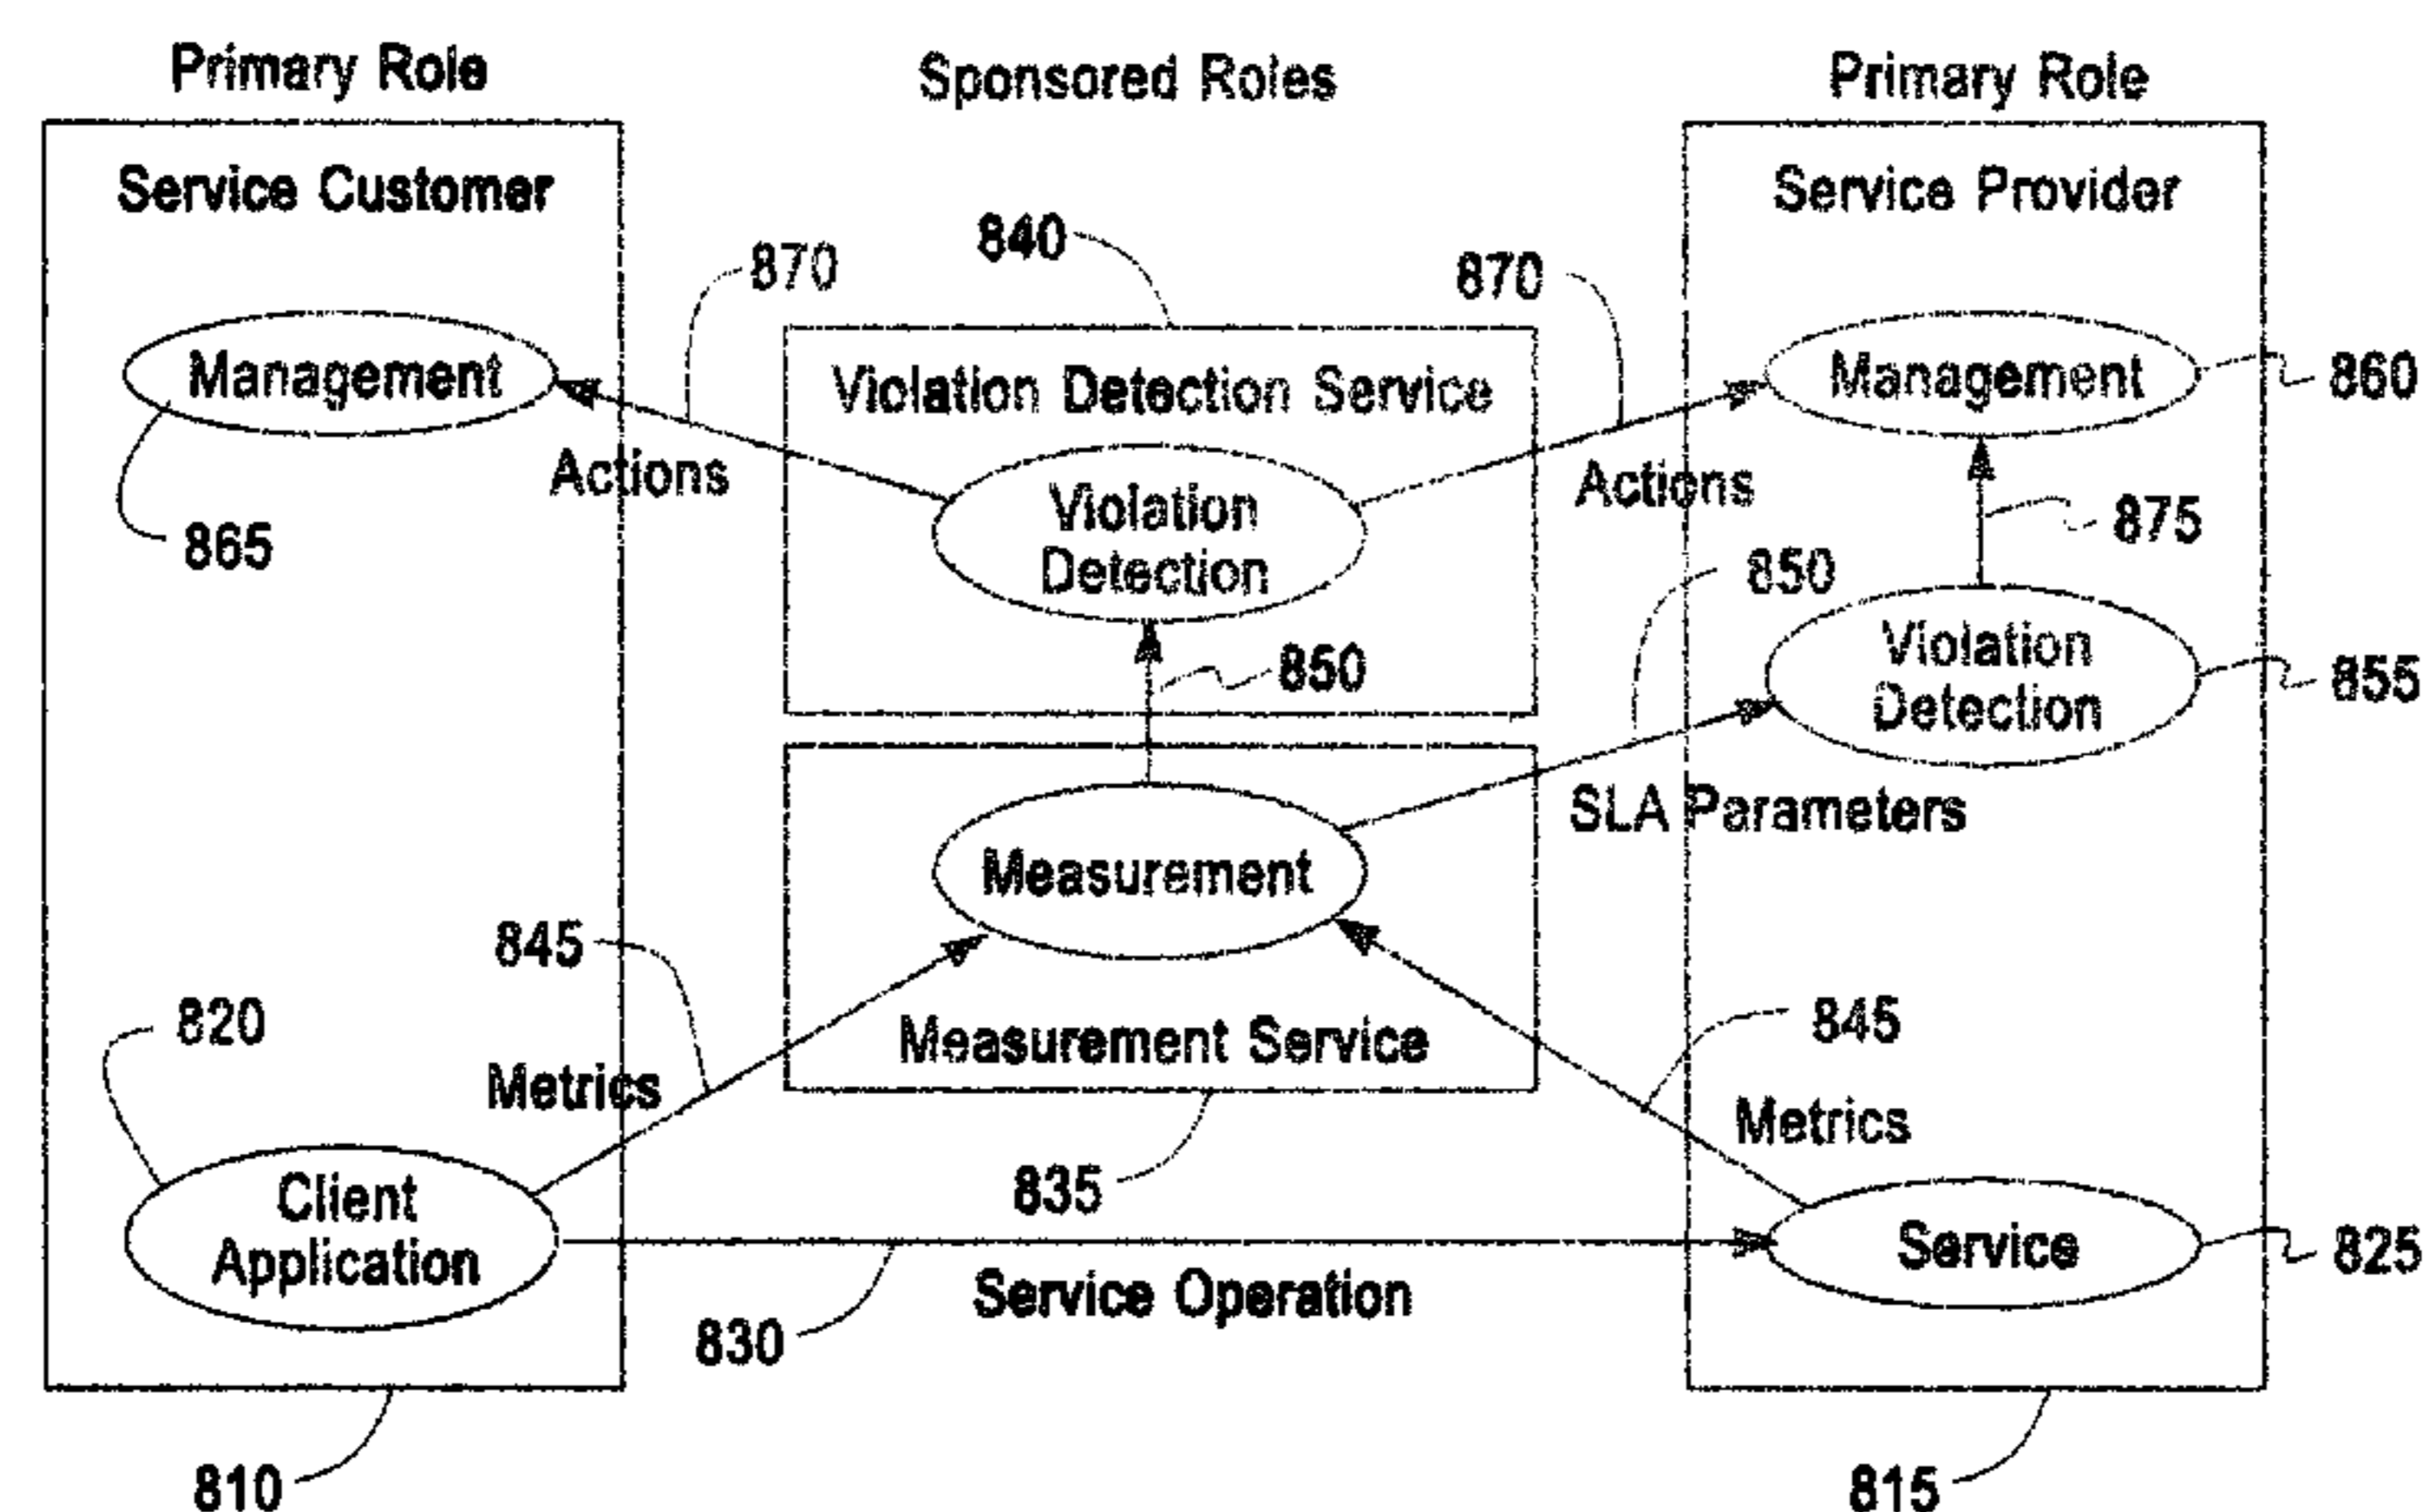 Primary Role
Sponsored Roles
Primary Role
Service Customer
Service Provider
840
870
870
Management
Violation Detection Service
Management
860
Actions
Violation
Detection
Actions
865
875
850
850
Violation
Detection
855
SLA Parameters
Measurement
845
820
Measurement Service
845
Metrics
Metrics
835
Client
Application
Service
825
Service Operation
830
810
815